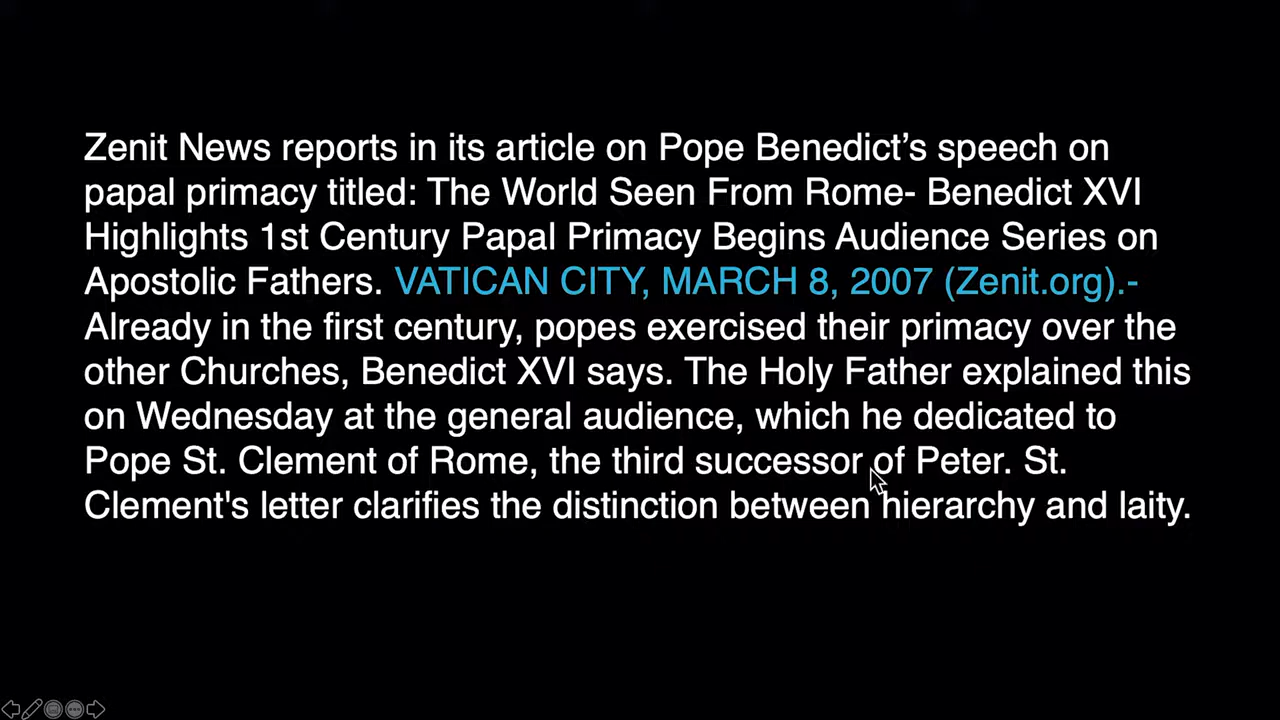 Zenit News reports in its article on Pope Benedict’s speech on
papal primacy titled: The World Seen From Rome- Benedict XVI
Highlights 1st Century Papal Primacy Begins Audience Series on
Apostolic Fathers. VATICAN CITY, MARCH 8, 2007 (Zenit.org).-
Already in the first century, popes exercised their primacy over the
other Churches, Benedict XVI says. The Holy Father explained this
on Wednesday at the general audience, which he dedicated to
Pope St. Clement of Rome, the third successor of Peter. St.
Clement's letter clarifies the distinction between hierarchy and laity.